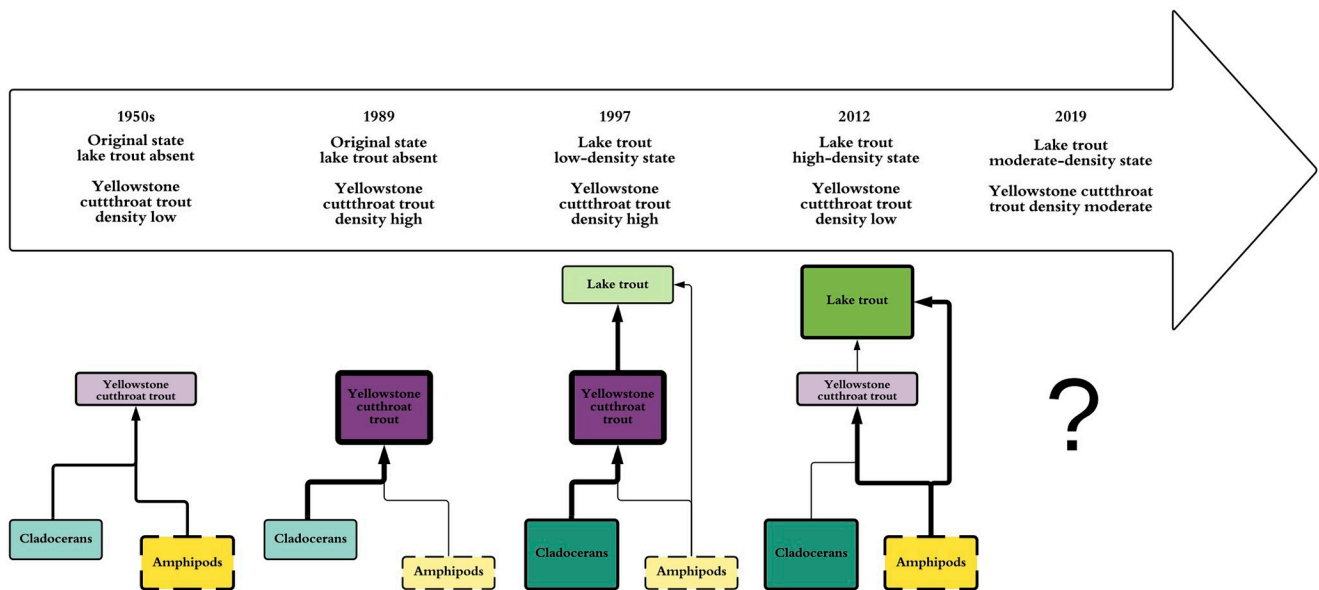 1950s
Original state
lake trout absent
Yellowstone
cuttthroat trout
density low
1989
Original state
lake trout absent
Yellowstone
cuttthroat trout
density high
1997
Lake trout
low-density state
Yellowstone
cuttthroat trout
density high
2012
Lake trout
high-density state
Yellowstone
cuttthroat trout
density low
2019
Lake trout
moderate-density state
Yellowstone cuttthroat
trout density moderate
Yellowstone
cutthroat trout
Cladocerans
Amphipods
Yellowstone
cutthroat
trout
Cladocerans
Amphipods
Lake trout
Yellowstone
cutthroat
trout
Cladocerans
Amphipods
Lake trout
Yellowstone
cutthroat trout
Cladocerans
Amphipods
?